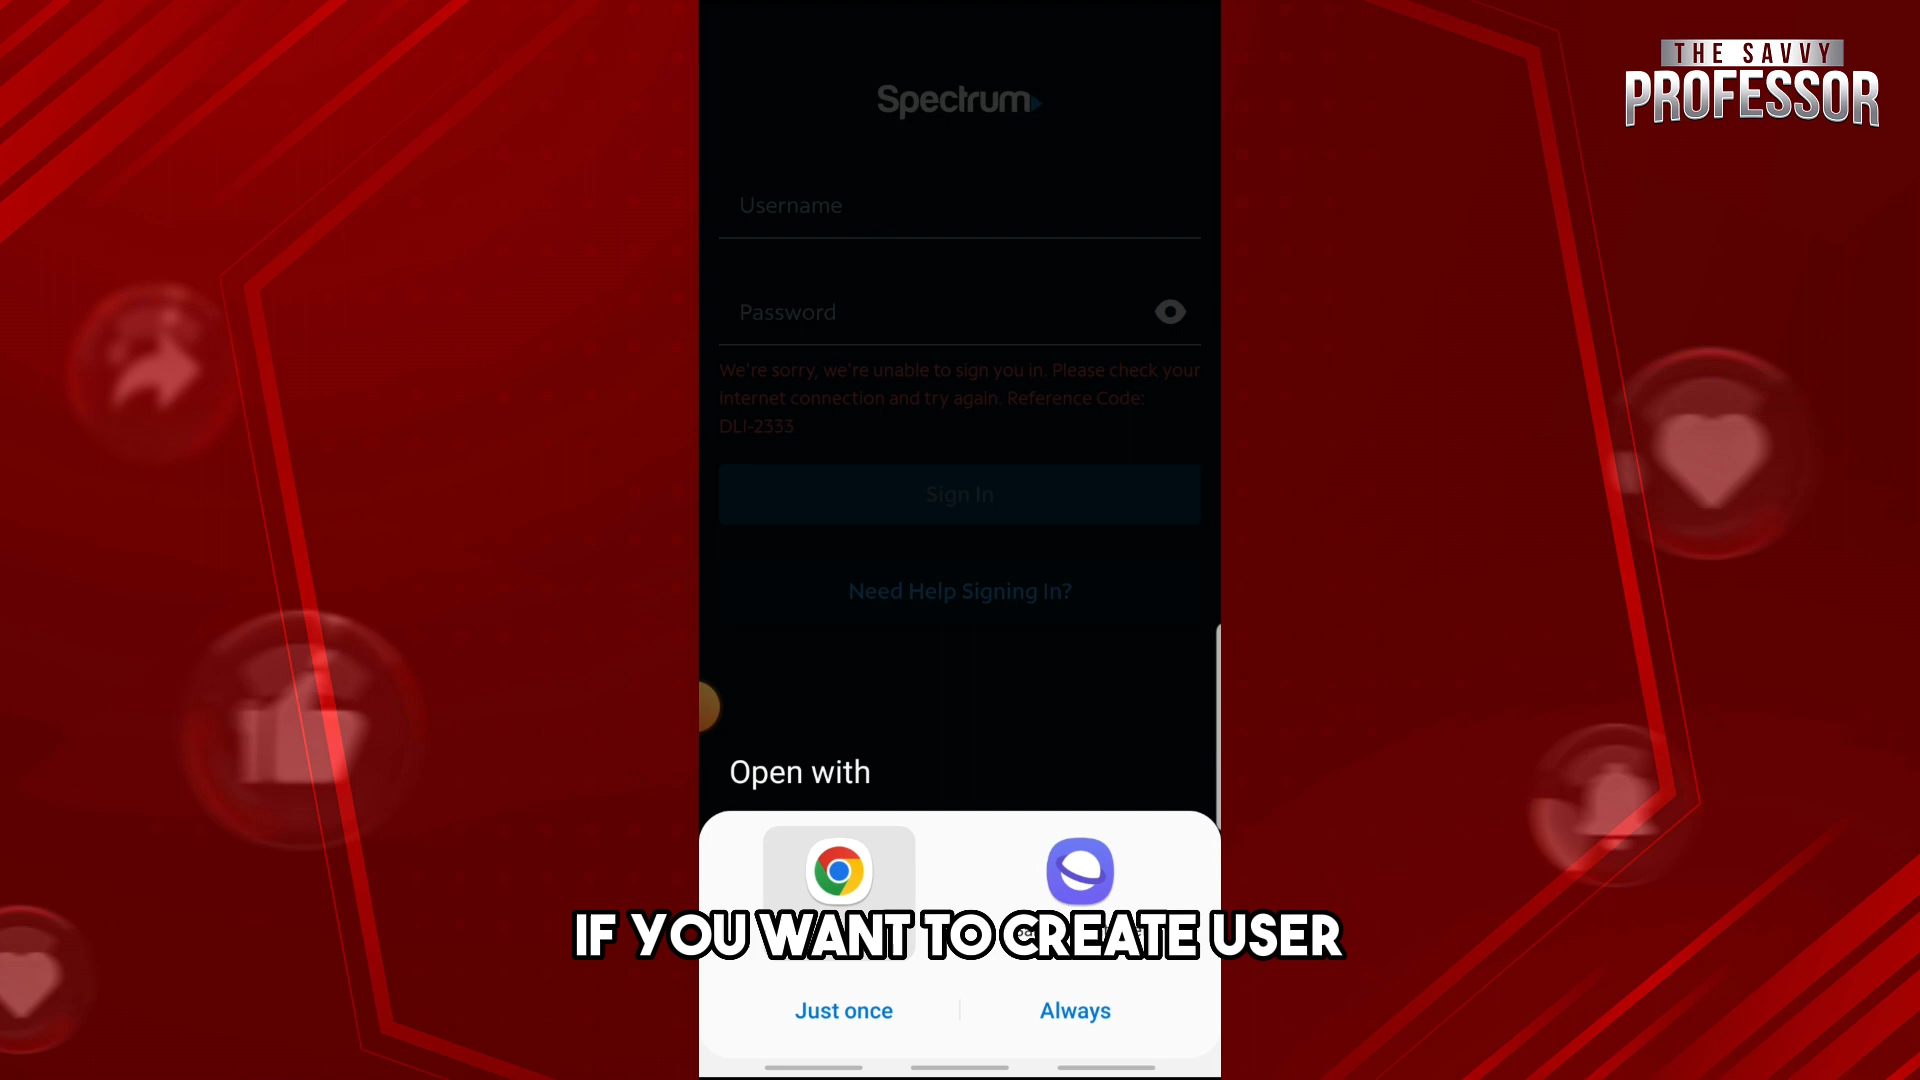 THE SAVVY
PROFESSOR
Spectrum
Username
Password
We're sorry, we're unable to sign you in. Please check your
internet connection and try again. Reference Code:
DLI-2333
Sign In
Need Help Signing In?
Open with
IF YOU WANT TO CREATE USER
Just once
Always